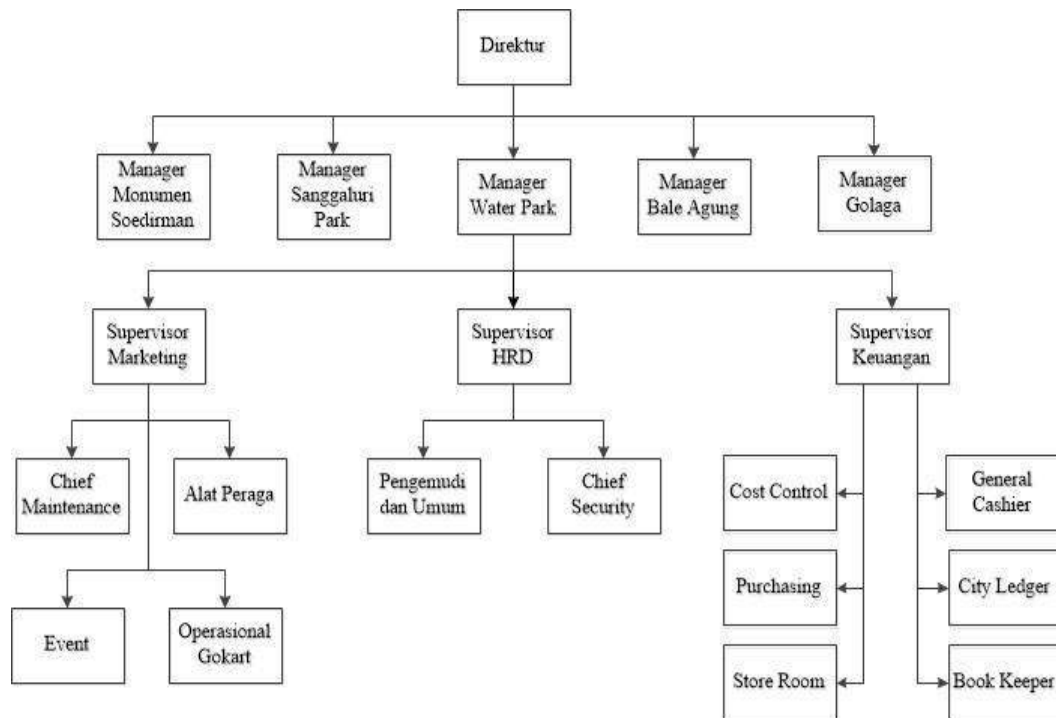 Direktur
Manager
Monumen
Soedirman
Manager
Sanggaluri
Park
Manager
Water Park
Manager
Bale Agung
Manager
Golaga
Supervisor
Marketing
Supervisor
HRD
Supervisor
Keuangan
Chief
Maintenance
Alat Peraga
Pengemudi
dan Umum
Chief
Security
Cost Control
General
Cashier
Event
Operasional
Gokart
Purchasing
City Ledger
Store Room
Book Keeper